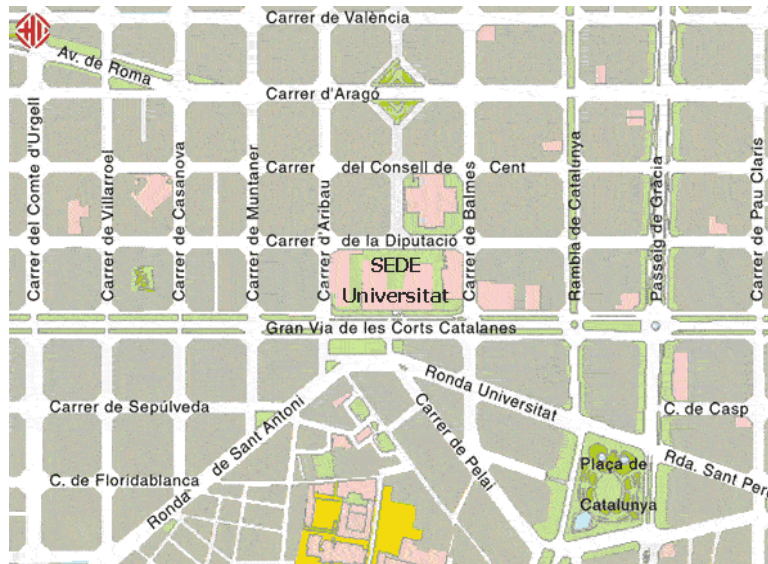 Carrer de València
Av. de Roma
Carrer d'Aragó
Carrer del Consell de Cent
Carrer de la Diputació
Carrer del Comte d'Urgell
Carrer de Villarroel
Carrer de Casanova
Carrer de Muntaner
Carrer d'Aribau
Carrer de Balmes
Rambla de Catalunya
Passeig de Gràcia
Carrer de Pau Claris
SEDE
Universitat
Gran Via de les Corts Catalanes
Ronda Universitat
Carrer de Sepúlveda
Ronda de Sant Antoni
Carrer de Pelai
C. de Casp
C. de Floridablanca
Plaça de
Catalunya
Rda. Sant Per